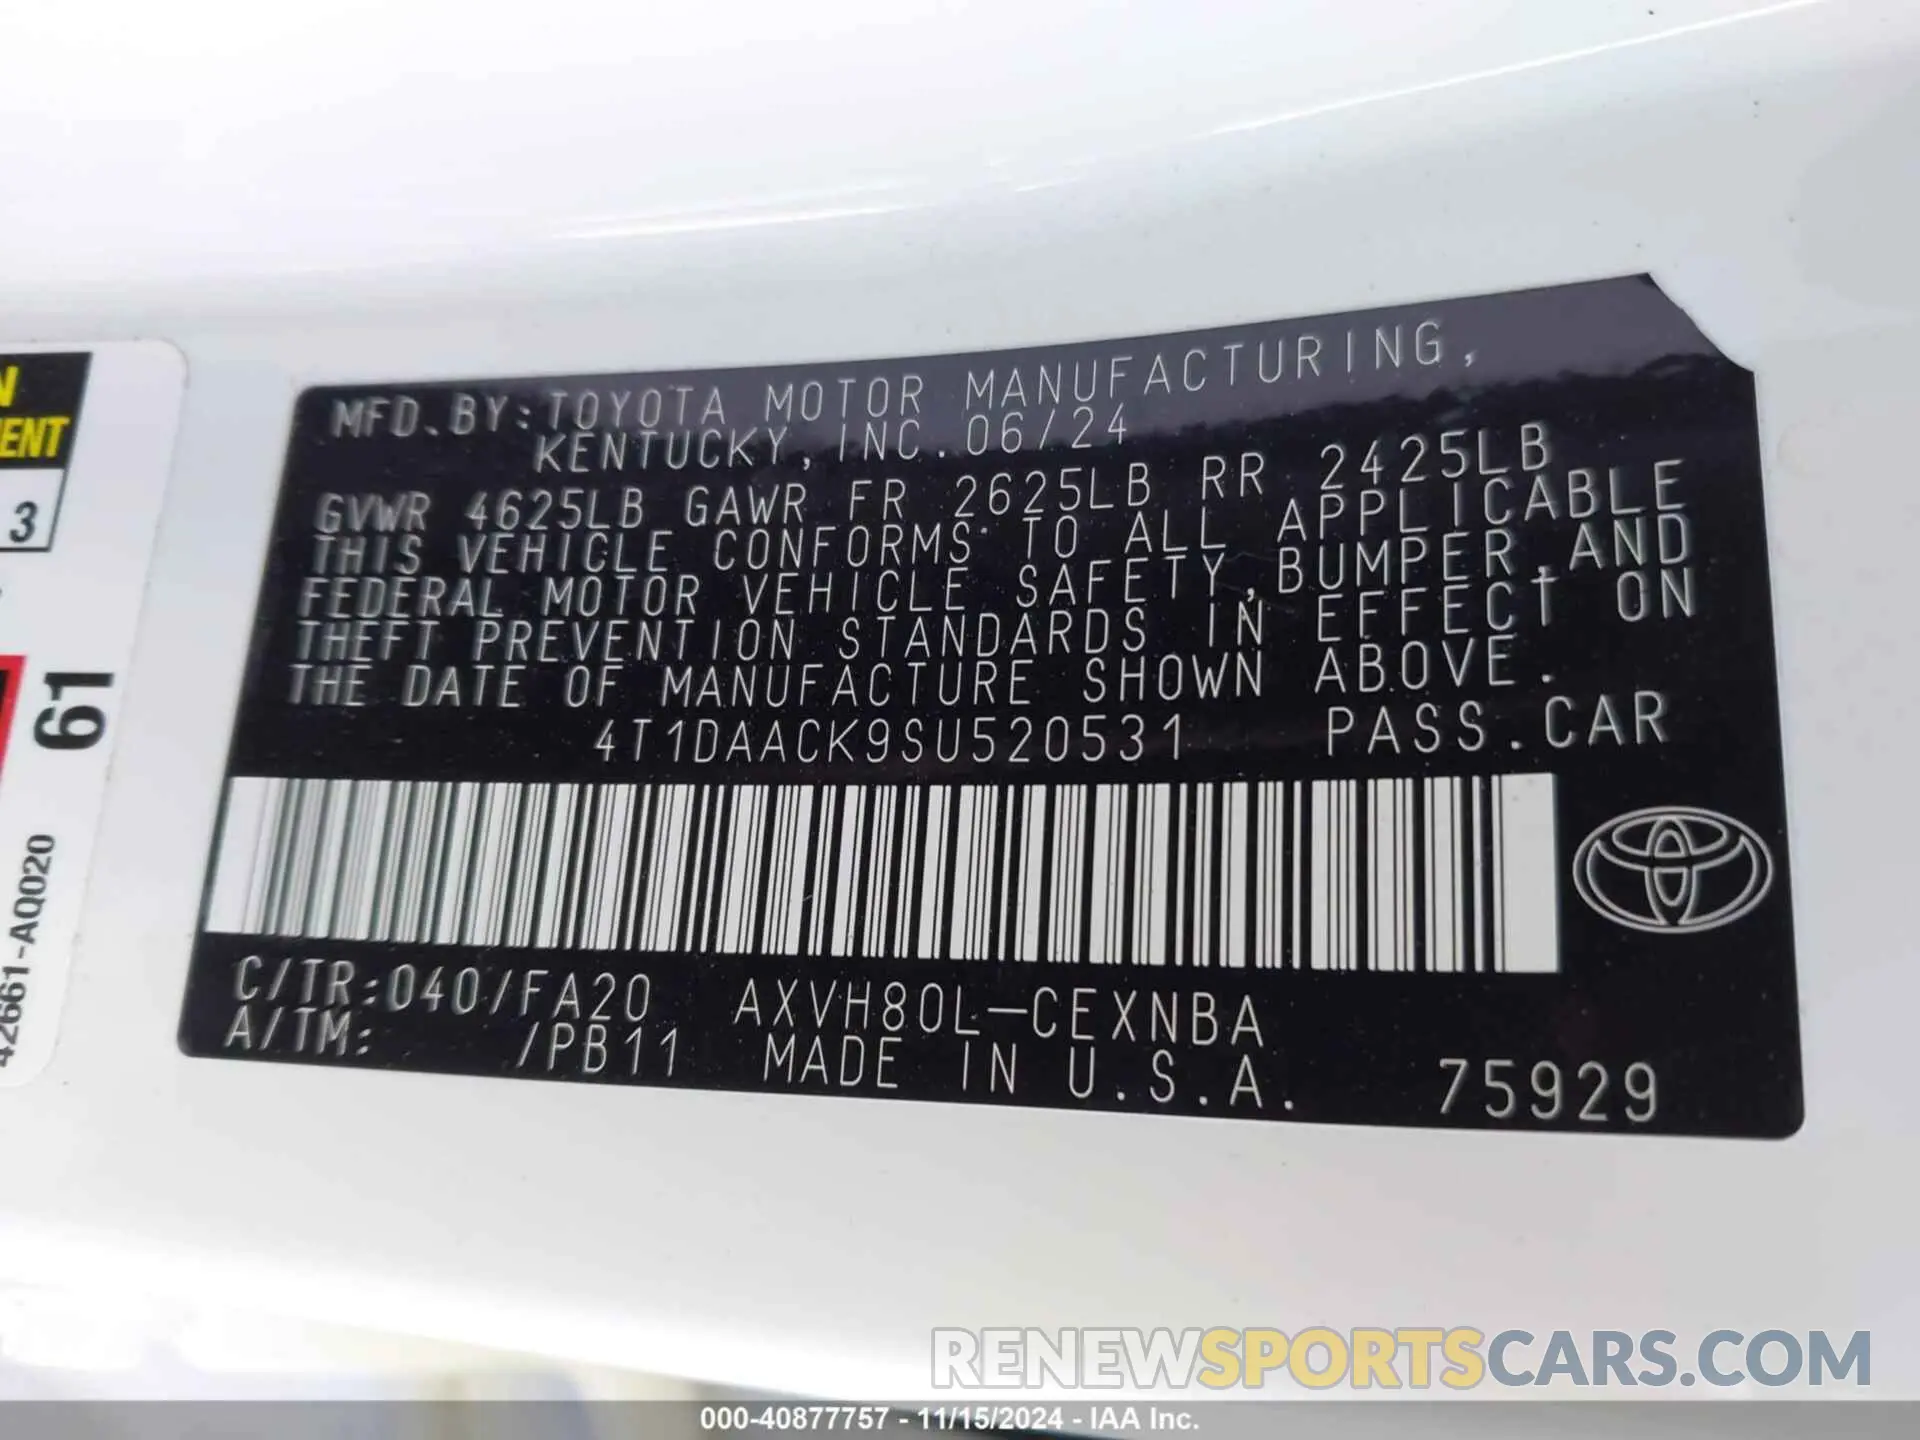 MFD.BY:TOYOTA MOTOR MANUFACTURING,
KENTUCKY, INC. 06/24
GVWR 4625LB GAWR FR 2625LB RR 2425LB
THIS VEHICLE CONFORMS TO ALL APPLICABLE
FEDERAL MOTOR VEHICLE SAFETY,BUMPER,AND
THEFT PREVENTION STANDARDS IN EFFECT ON
THE DATE OF MANUFACTURE SHOWN ABOVE.
4T1DAACK9SU520531 PASS.CAR
C/TR:040/FA20 AXVH80L-CEXNBA
A/TM: /PB11 MADE IN U.S.A. 75929
N
ENT
3
61
42661-AQ020
RENEWSPORTSCARS.COM
000-40877757 - 11/15/2024 - IAA Inc.